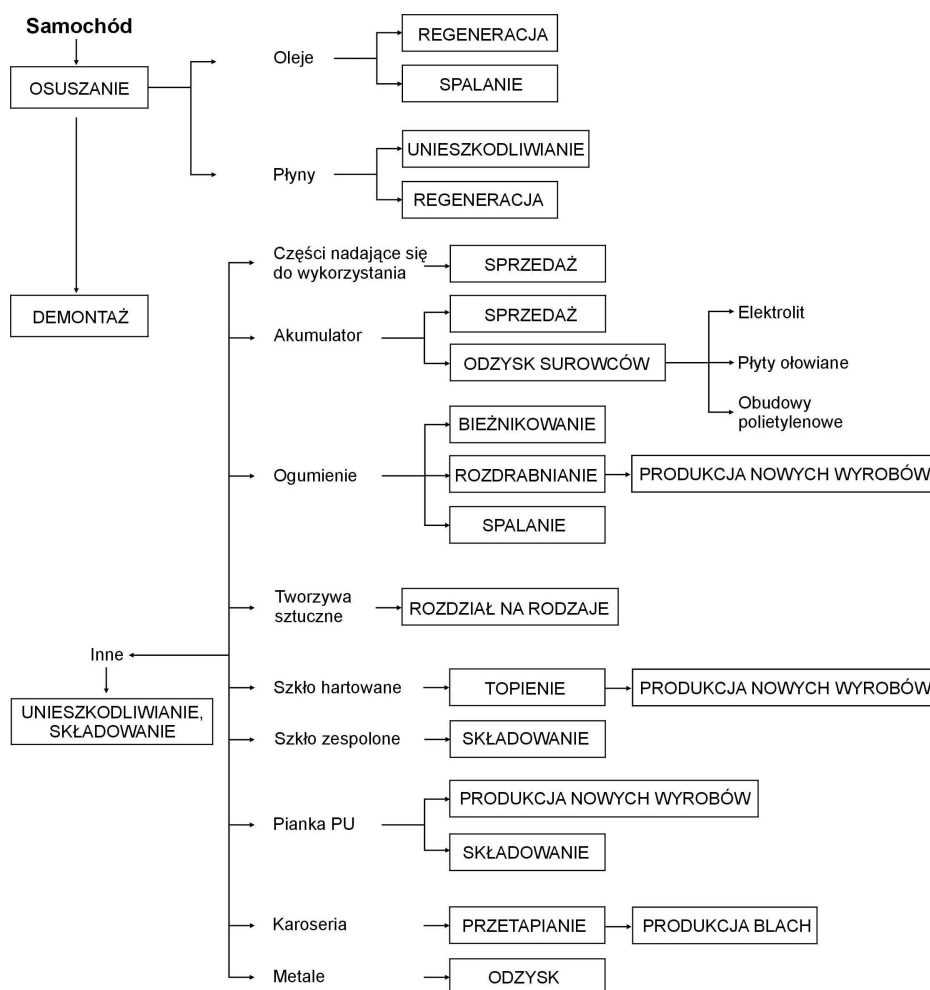 Samochód
OSUSZANIE
Oleje
REGENERACJA
SPALANIE
Płyny
UNIESZKODLIWIANIE
REGENERACJA
DEMONTAŻ
Części nadające się
do wykorzystania
SPRZEDAŻ
Akumulator
SPRZEDAŻ
ODZYSK SUROWCÓW
Elektrolit
Płyty ołowiane
Obudowy
polietylenowe
Ogumienie
BIEŻNIKOWANIE
ROZDRABNIANIE
PRODUKCJA NOWYCH WYROBÓW
SPALANIE
Tworzywa
sztuczne
ROZDZIAŁ NA RODZAJE
Inne
UNIESZKODLIWIANIE,
SKŁADOWANIE
Szkło hartowane
TOPIENIE
PRODUKCJA NOWYCH WYROBÓW
Szkło zespolone
SKŁADOWANIE
Pianka PU
PRODUKCJA NOWYCH WYROBÓW
SKŁADOWANIE
Karoseria
PRZETAPIANIE
PRODUKCJA BLACH
Metale
ODZYSK